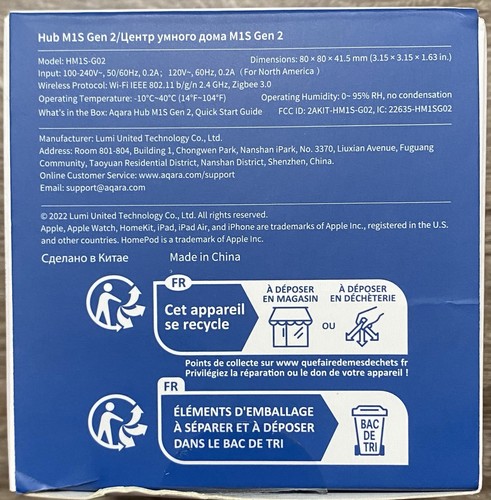 Hub M1S Gen 2/Центр умного дома M1S Gen 2
Model: HM1S-G02 Dimensions: 80 × 80 × 41.5 mm (3.15 × 3.15 × 1.63 in.)
Input: 100-240V~, 50/60Hz, 0.2A； 120V~, 60Hz, 0.2A（For North America）
Wireless Protocol: Wi-Fi IEEE 802.11 b/g/n 2.4 GHz, Zigbee 3.0
Operating Temperature: -10°C~40°C (14°F~104°F) Operating Humidity: 0~ 95% RH, no condensation
What's in the Box: Aqara Hub M1S Gen 2, Quick Start Guide FCC ID: 2AKIT-HM1S-G02, IC: 22635-HM1SG02
Manufacturer: Lumi United Technology Co., Ltd.
Address: Room 801-804, Building 1, Chongwen Park, Nanshan iPark, No. 3370, Liuxian Avenue, Fuguang
Community, Taoyuan Residential District, Nanshan District, Shenzhen, China.
Online Customer Service: www.aqara.com/support
Email: support@aqara.com
© 2022 Lumi United Technology Co., Ltd. All rights reserved.
Apple, Apple Watch, HomeKit, iPad, iPad Air, and iPhone are trademarks of Apple Inc., registered in the U.S.
and other countries. HomePod is a trademark of Apple Inc.
Сделано в Китае Made in China
FR
Cet appareil
se recycle
À DÉPOSER
EN MAGASIN
OU
À DÉPOSER
EN DÉCHÈTERIE
Points de collecte sur www.quefairedemesdechets.fr
Privilégiez la réparation ou le don de votre appareil !
FR
ÉLÉMENTS D'EMBALLAGE
À SÉPARER ET À DÉPOSER
DANS LE BAC DE TRI
BAC
DE
TRI